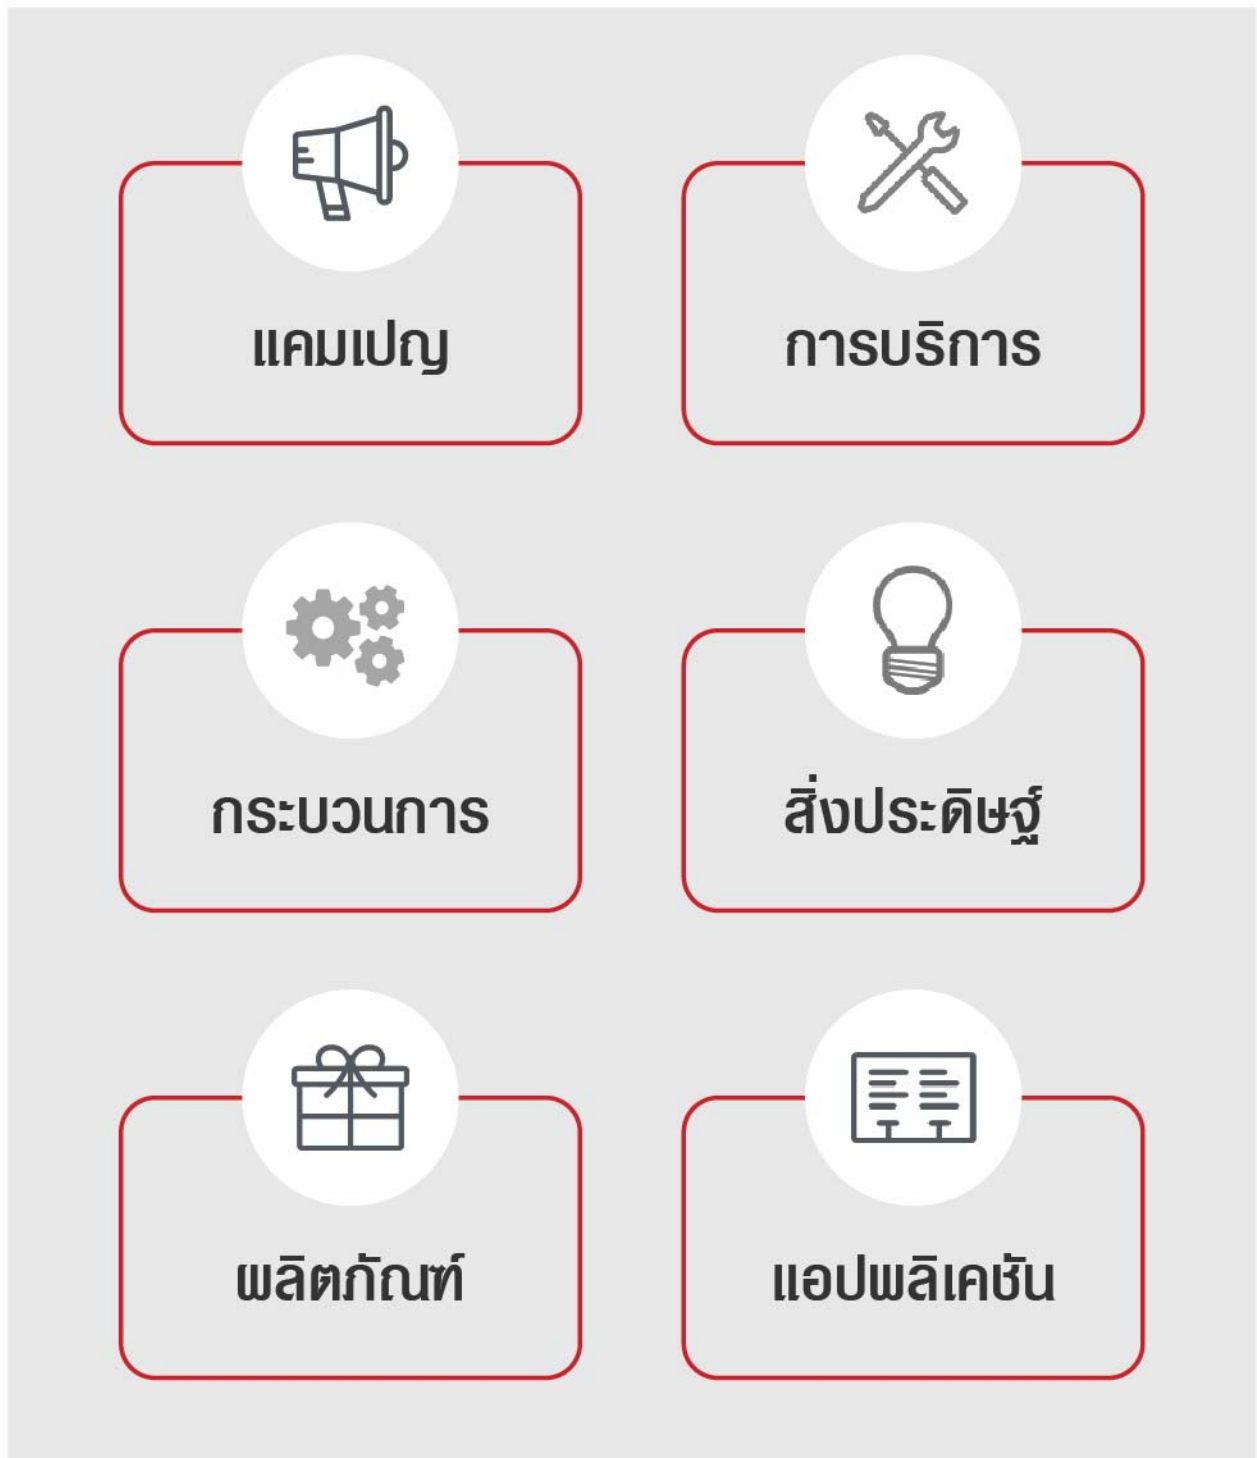 แคมเปญ
การบริการ
กระบวนการ
สิ่งประดิษฐ์
ผลิตภัณฑ์
แอปพลิเคชัน